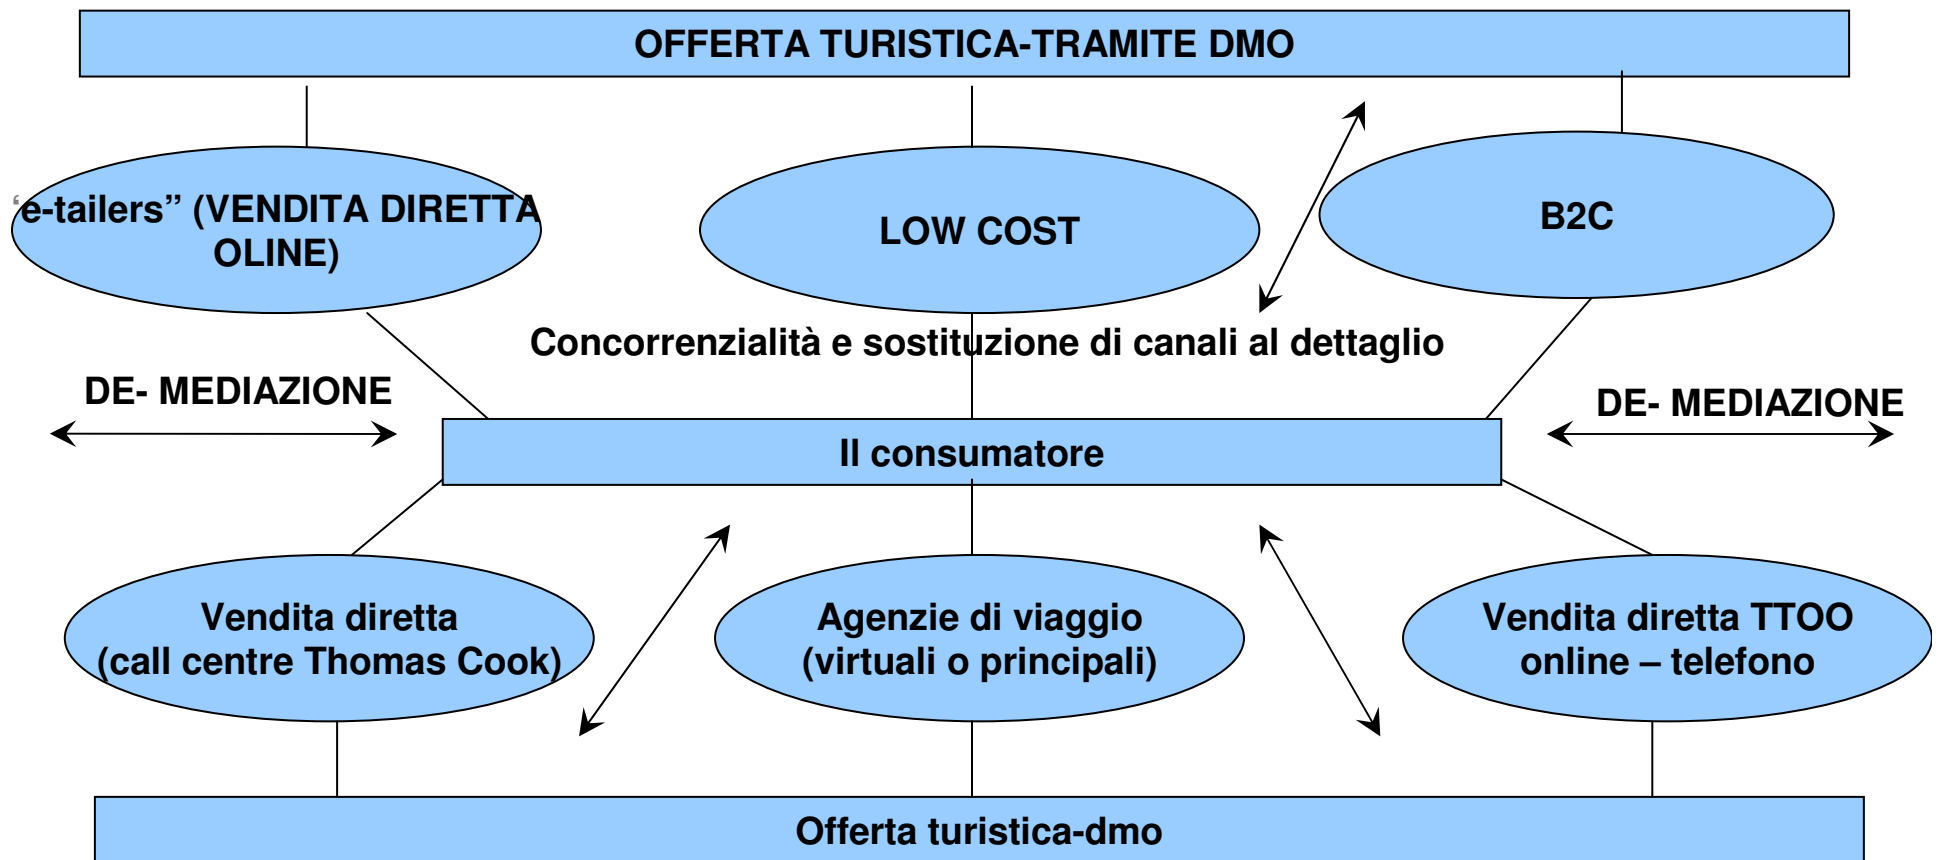 OFFERTA TURISTICA-TRAMITE DMO
‘e-tailers” (VENDITA DIRETTA
OLINE)
LOW COST
B2C
Concorrenzialità e sostituzione di canali al dettaglio
DE- MEDIAZIONE
DE- MEDIAZIONE
Il consumatore
Vendita diretta
(call centre Thomas Cook)
Agenzie di viaggio
(virtuali o principali)
Vendita diretta TTOO
online – telefono
Offerta turistica-dmo